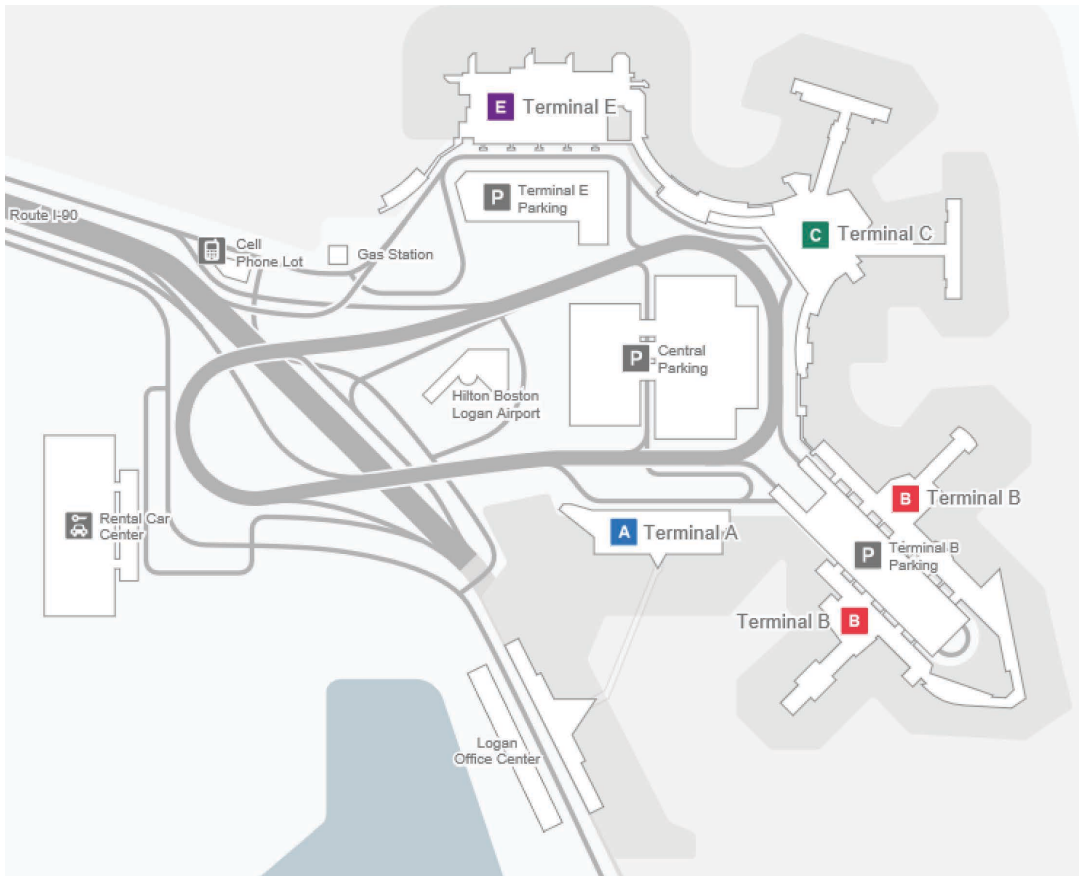 E Terminal E
P Terminal E
Parking
Route I-90
Cell
Phone Lot
Gas Station
C Terminal C
P Central
Parking
Hilton Boston
Logan Airport
B Terminal B
Rental Car
Center
A Terminal A
P Terminal B
Parking
Terminal B B
Logan
Office Center